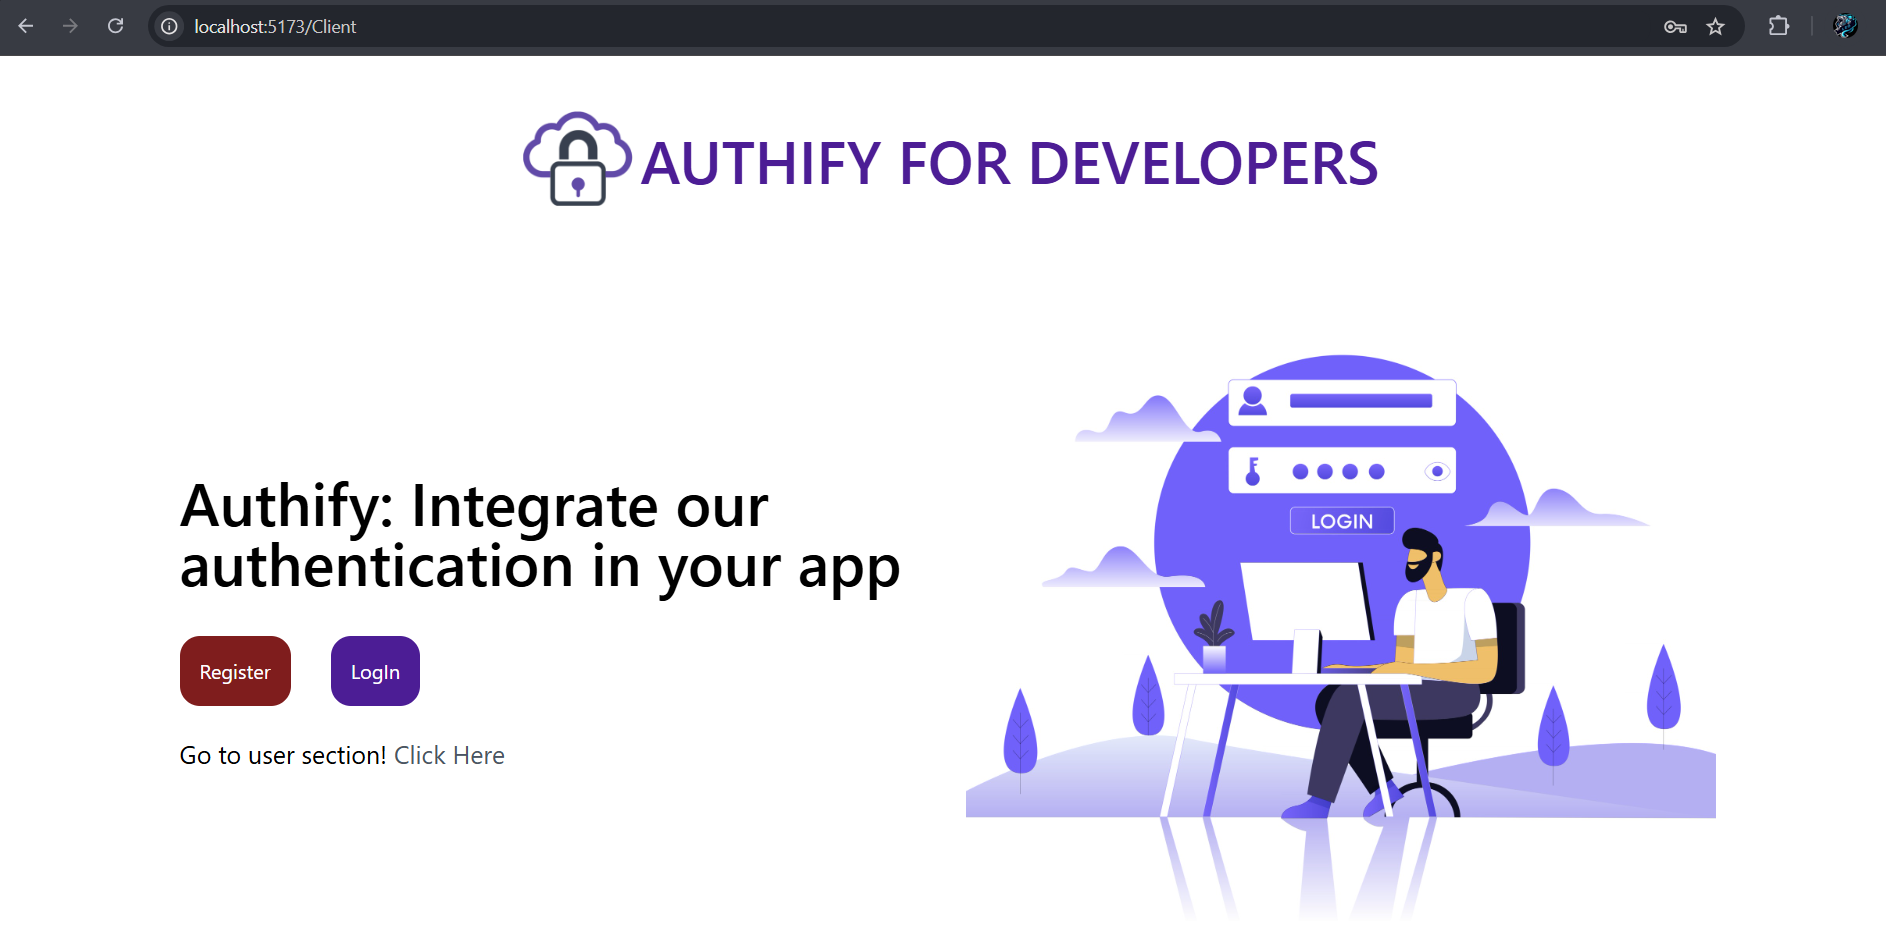 localhost:5173/Client
AUTHIFY FOR DEVELOPERS
LOGIN
Authify: Integrate our
authentication in your app
Register LogIn
Go to user section! Click Here